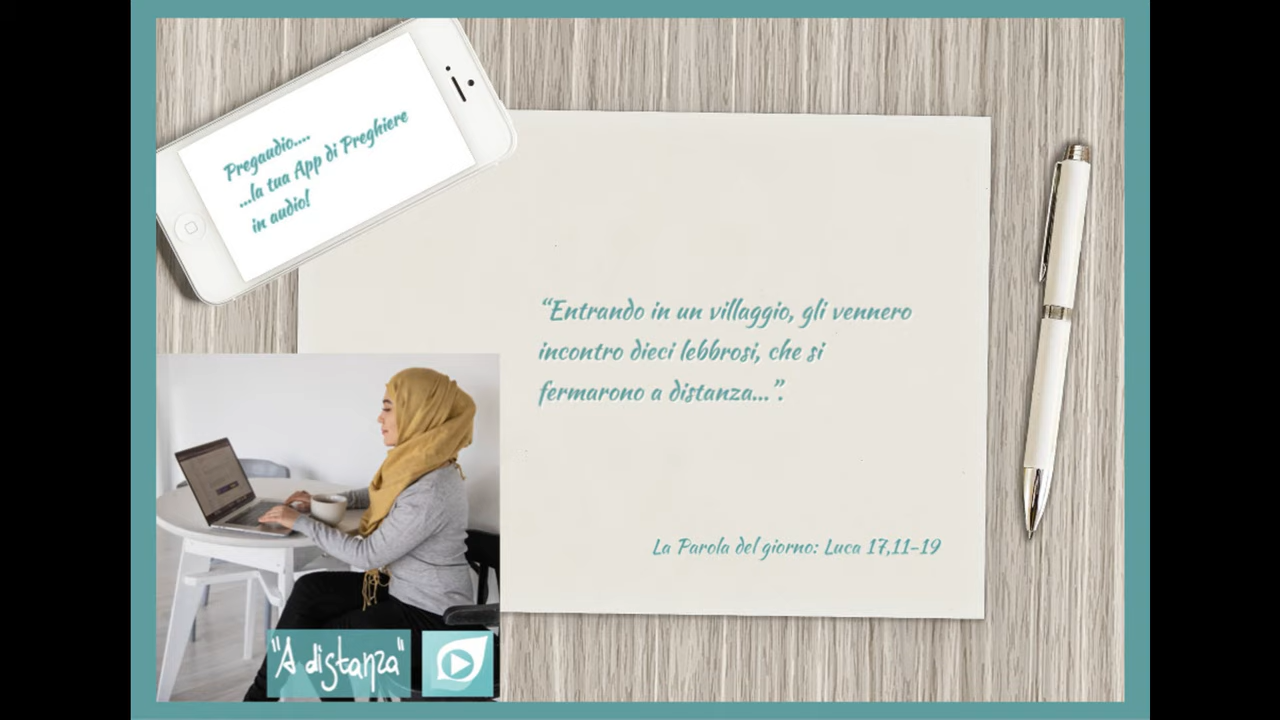 Pregaudio....
...la tua App di Preghiere
in audio!
“Entrando in un villaggio, gli vennero
incontro dieci lebbrosi, che si
fermarono a distanza...”.
La Parola del giorno: Luca 17,11-19
"A distanza"